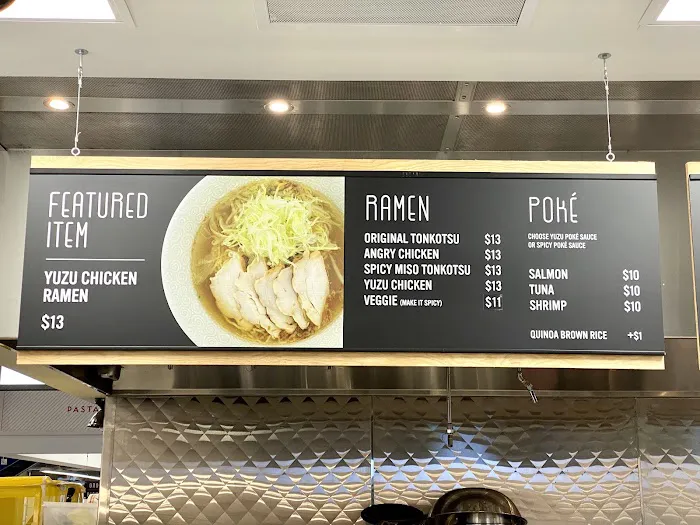 FEATURED
ITEM
YUZU CHICKEN
RAMEN
$13
RAMEN
ORIGINAL TONKOTSU $13
ANGRY CHICKEN $13
SPICY MISO TONKOTSU $13
YUZU CHICKEN $13
VEGGIE (MAKE IT SPICY) $11
POKÉ
CHOOSE YUZU POKÉ SAUCE
OR SPICY POKÉ SAUCE
SALMON $10
TUNA $10
SHRIMP $10
QUINOA BROWN RICE +$1
PASTA